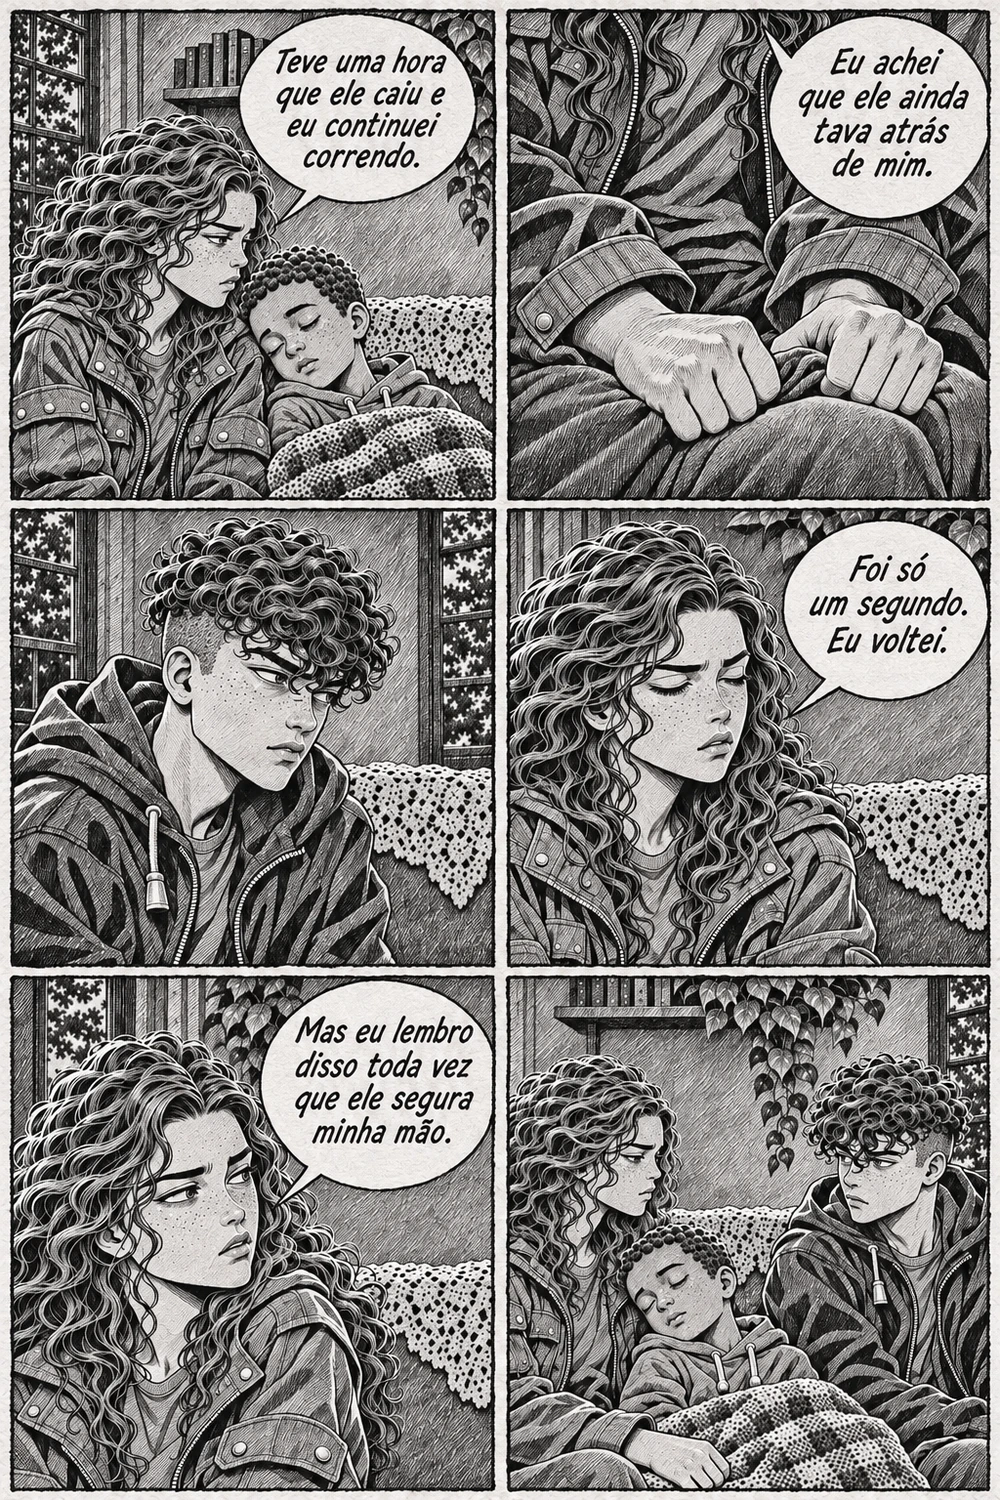 Teve uma hora
que ele caiu e
eu continuei
correndo.
Eu achei
que ele ainda
tava atrás
de mim.
Foi só
um segundo.
Eu voltei.
Mas eu lembro
disso toda vez
que ele segura
minha mão.